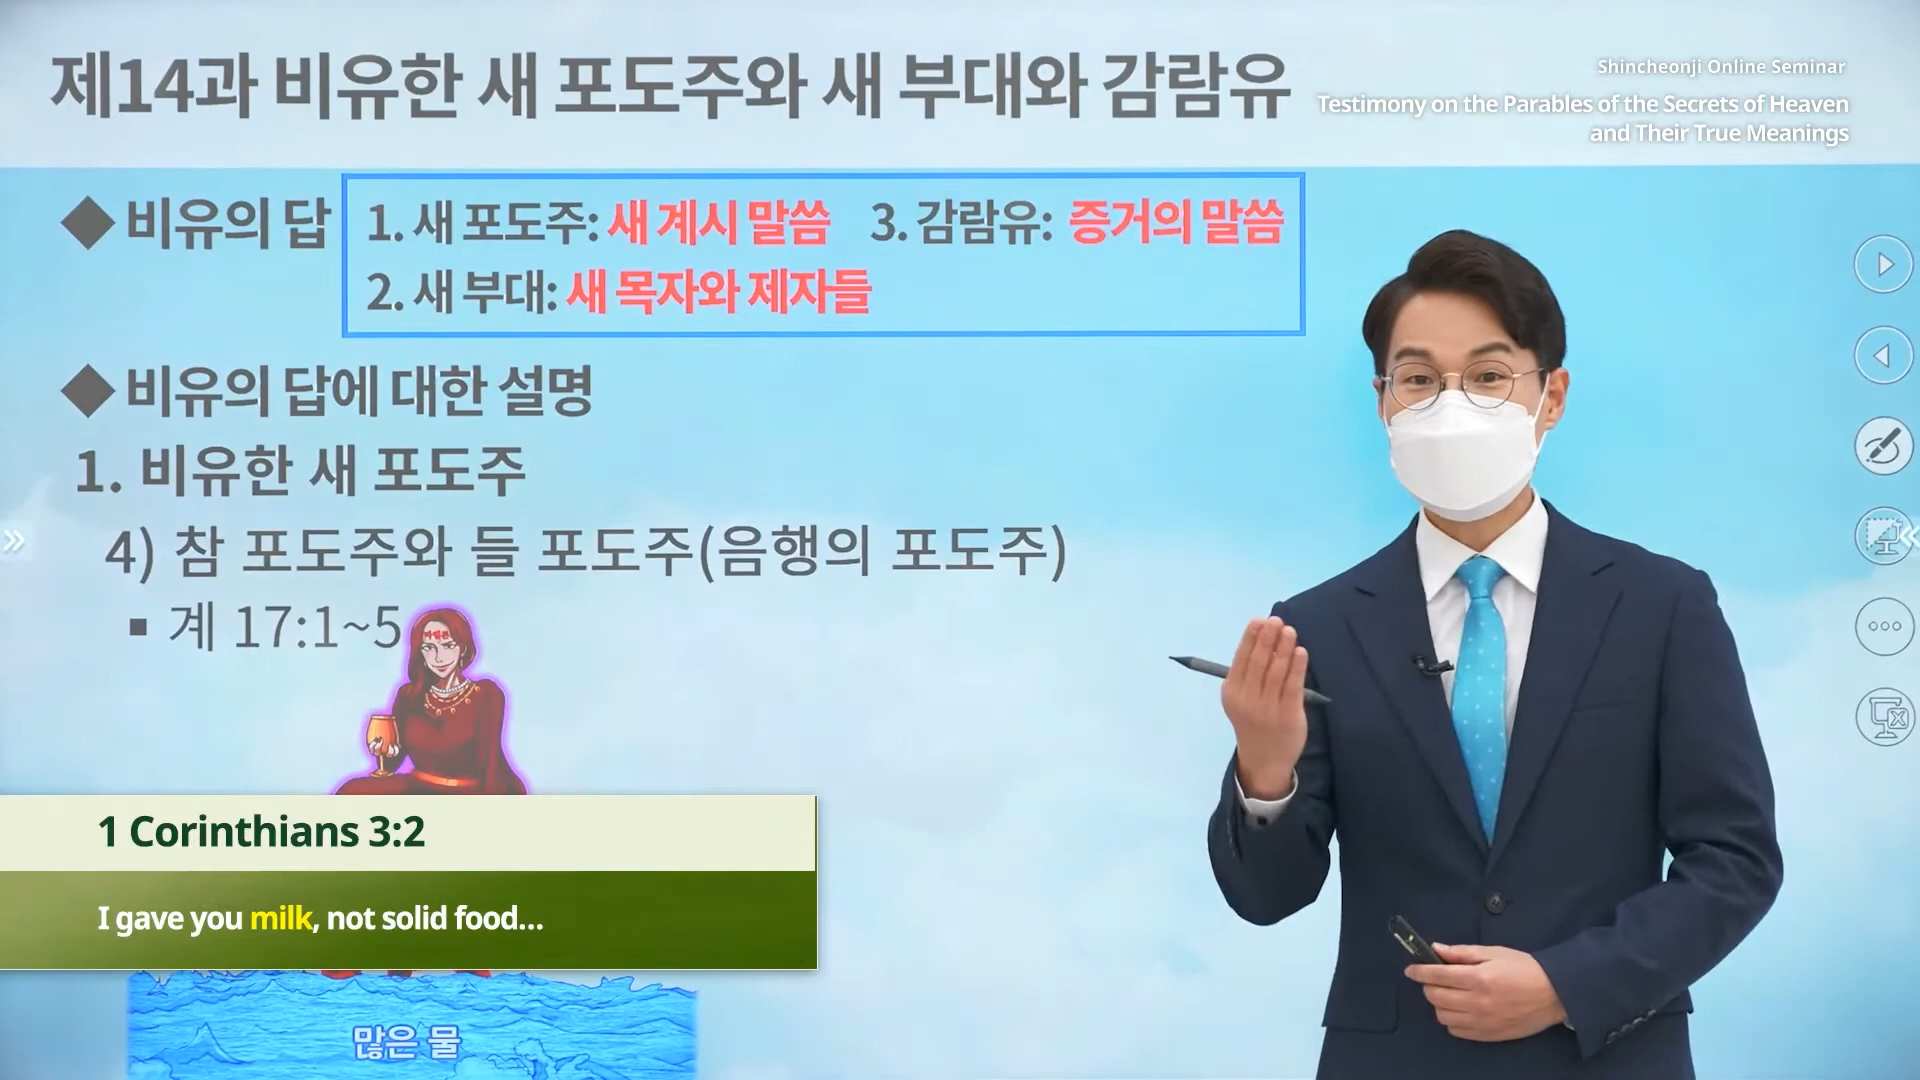 제14과 비유한 새 포도주와 새 부대와 감람유
Shincheonji Online Seminar
Testimony on the Parables of the Secrets of Heaven
and Their True Meanings
◆ 비유의 답
1. 새 포도주: 새 계시 말씀 3. 감람유: 증거의 말씀
2. 새 부대: 새 목자와 제자들
◆ 비유의 답에 대한 설명
1. 비유한 새 포도주
4) 참 포도주와 들 포도주(음행의 포도주)
▪ 계 17:1~5
바벨론
1 Corinthians 3:2
I gave you milk, not solid food...
많은 물